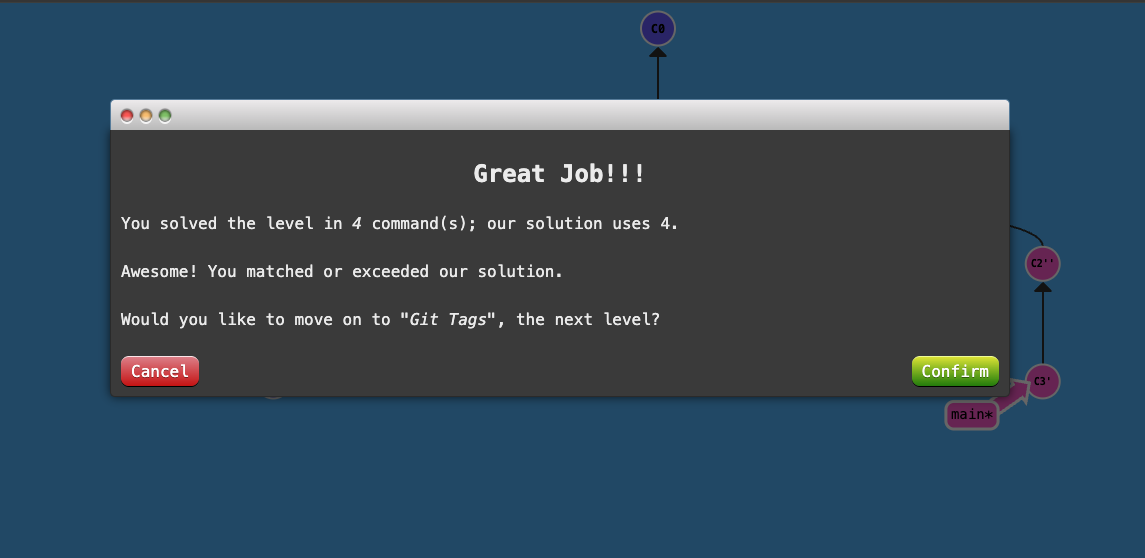 C0
Great Job!!!
You solved the level in 4 command(s); our solution uses 4.
C2''
Awesome! You matched or exceeded our solution.
Would you like to move on to "Git Tags", the next level?
Cancel
Confirm
C3'
main*